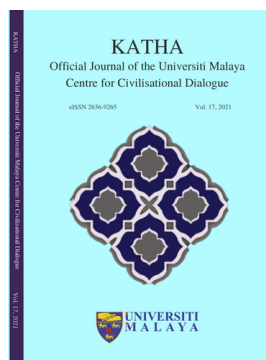 KATHA
Official Journal of the Universiti Malaya Centre for Civilisational Dialogue
Vol. 17, 2021
KATHA
Official Journal of the Universiti Malaya
Centre for Civilisational Dialogue
eISSN 2636-9265 Vol. 17, 2021
UNIVERSITI
MALAYA